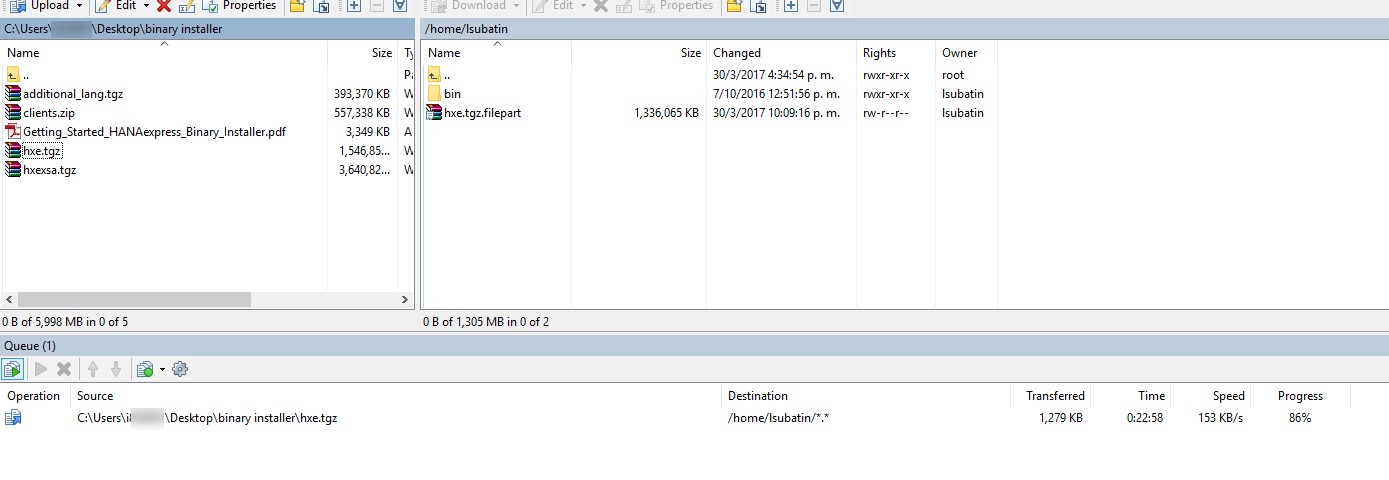 Upload Edit Properties Download Edit Properties
C:\Users\ \Desktop\binary installer /home/lsubatin
Name Size Ty Name Size Changed Rights Owner
.. Pa .. 30/3/2017 4:34:54 p. m. rwxr-xr-x root
additional_lang.tgz 393,370 KB W bin 7/10/2016 12:51:56 p. m. rwxr-xr-x lsubatin
clients.zip 557,338 KB W hxe.tgz.filepart 1,336,065 KB 30/3/2017 10:09:16 p. m. rw-r--r-- lsubatin
Getting_Started_HANAexpress_Binary_Installer.pdf 3,349 KB A
hxe.tgz 1,546,85... W
hxexsa.tgz 3,640,82... W
0 B of 5,998 MB in 0 of 5 0 B of 1,305 MB in 0 of 2
Queue (1)
Operation Source Destination Transferred Time Speed Progress
C:\Users\i8 \Desktop\binary installer\hxe.tgz /home/lsubatin/*.* 1,279 KB 0:22:58 153 KB/s 86%